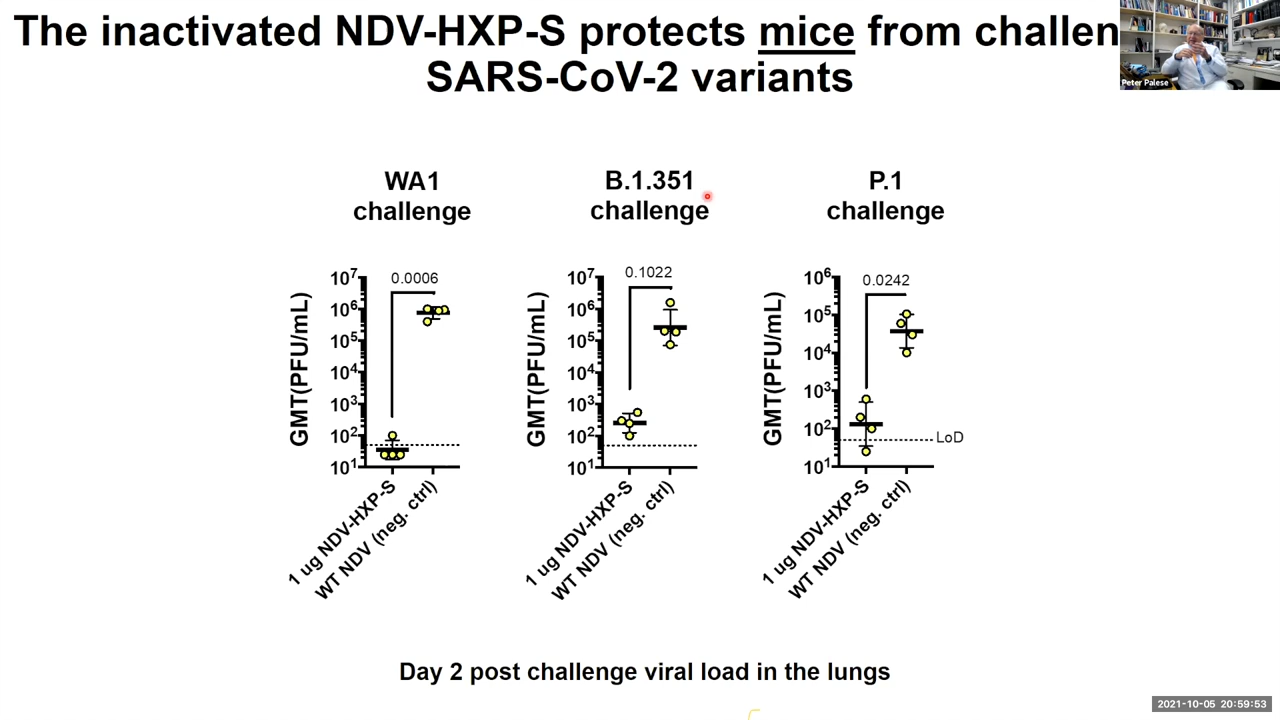 The inactivated NDV-HXP-S protects mice from challen
SARS-CoV-2 variants
Peter Palese
WA1
challenge
B.1.351
challenge
P.1
challenge
GMT(PFU/mL)
10⁷
10⁶
10⁵
10⁴
10³
10²
10¹
0.0006
1 ug NDV-HXP-S
WT NDV (neg. ctrl)
GMT(PFU/mL)
10⁷
10⁶
10⁵
10⁴
10³
10²
10¹
0.1022
1 ug NDV-HXP-S
WT NDV (neg. ctrl)
GMT(PFU/mL)
10⁶
10⁵
10⁴
10³
10²
10¹
0.0242
LoD
1 ug NDV-HXP-S
WT NDV (neg. ctrl)
Day 2 post challenge viral load in the lungs
2021-10-05 20:59:53